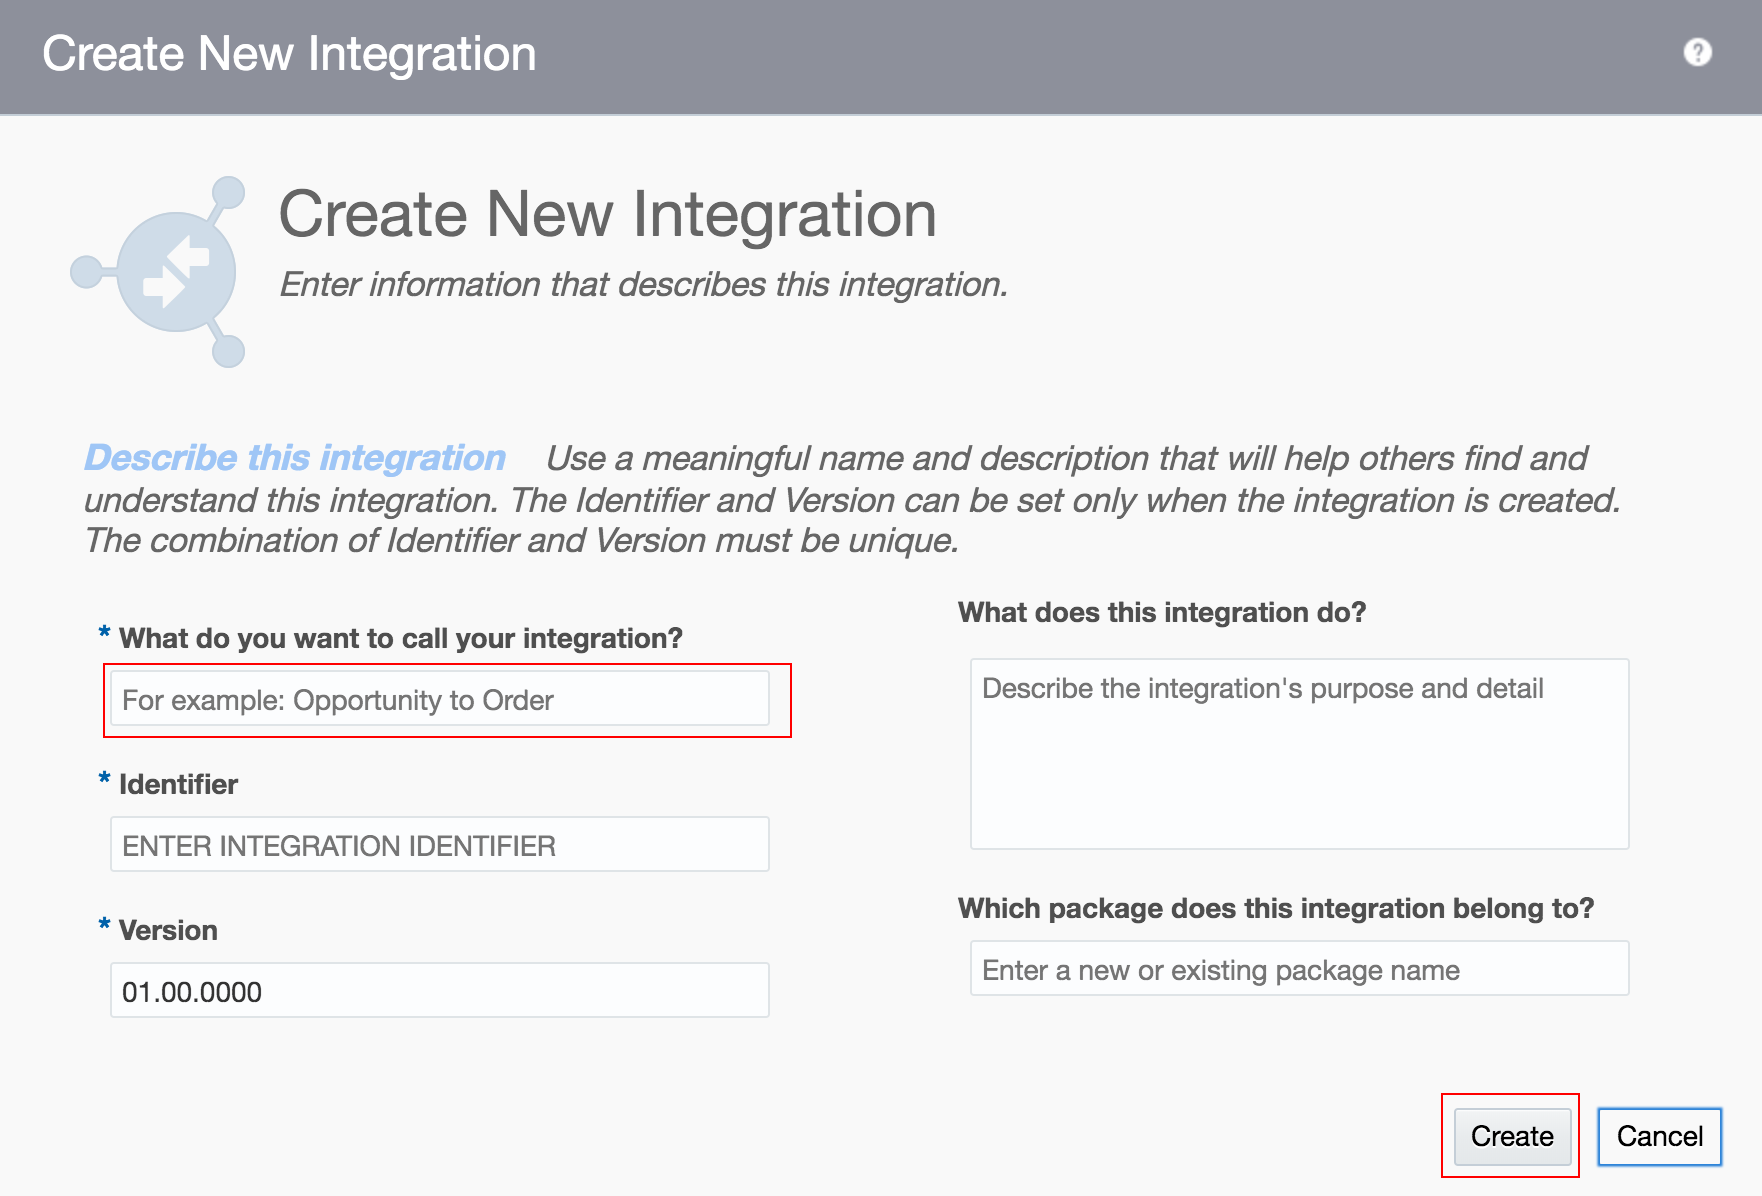 Create New Integration
?
Create New Integration
Enter information that describes this integration.
Describe this integration Use a meaningful name and description that will help others find and
understand this integration. The Identifier and Version can be set only when the integration is created.
The combination of Identifier and Version must be unique.
* What do you want to call your integration?
For example: Opportunity to Order
* Identifier
ENTER INTEGRATION IDENTIFIER
* Version
01.00.0000
What does this integration do?
Describe the integration's purpose and detail
Which package does this integration belong to?
Enter a new or existing package name
Create
Cancel